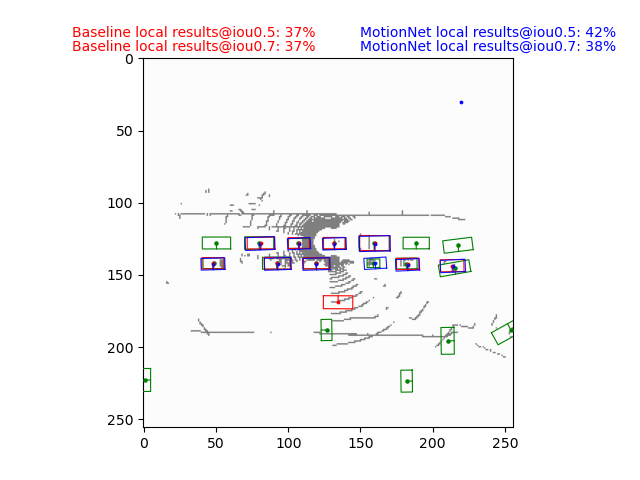 Baseline local results@iou0.5: 37% MotionNet local results@iou0.5: 42%
Baseline local results@iou0.7: 37% MotionNet local results@iou0.7: 38%
0
50
100
150
200
250
0 50 100 150 200 250